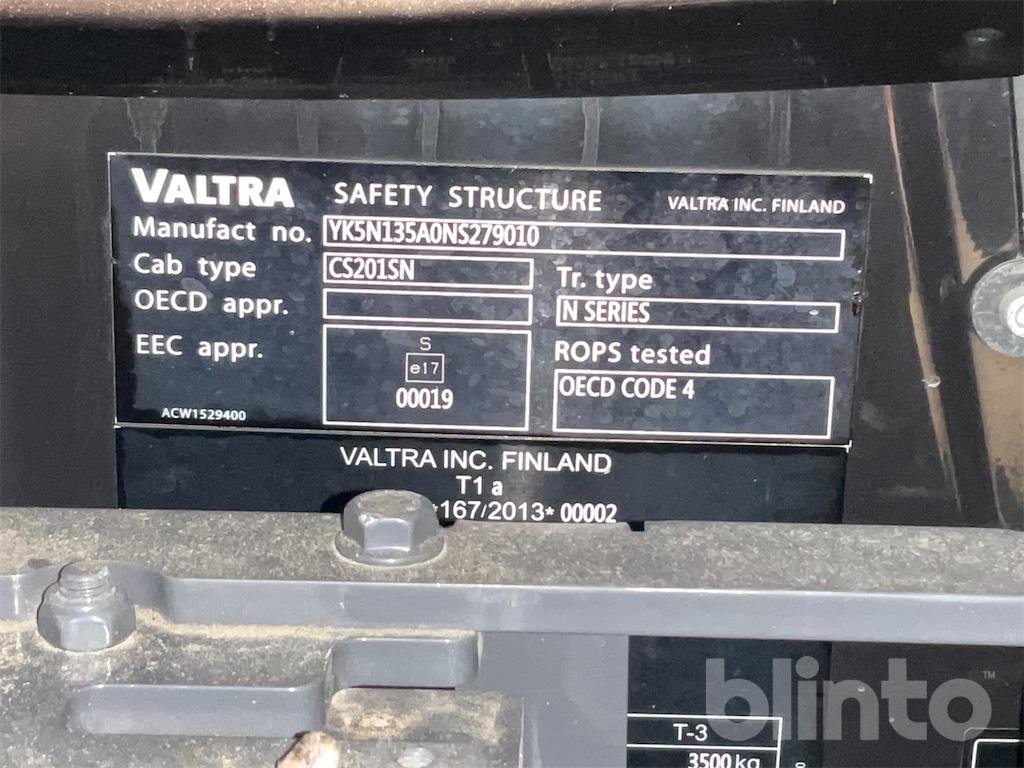 VALTRA SAFETY STRUCTURE VALTRA INC. FINLAND
Manufact no. YK5N135A0NS279010
Cab type CS201SN
Tr. type
OECD appr.
N SERIES
EEC appr. S
e17
00019
ROPS tested
OECD CODE 4
ACW1529400
VALTRA INC. FINLAND
T1 a
*167/2013* 00002
T-3
3500 kg
blinto™